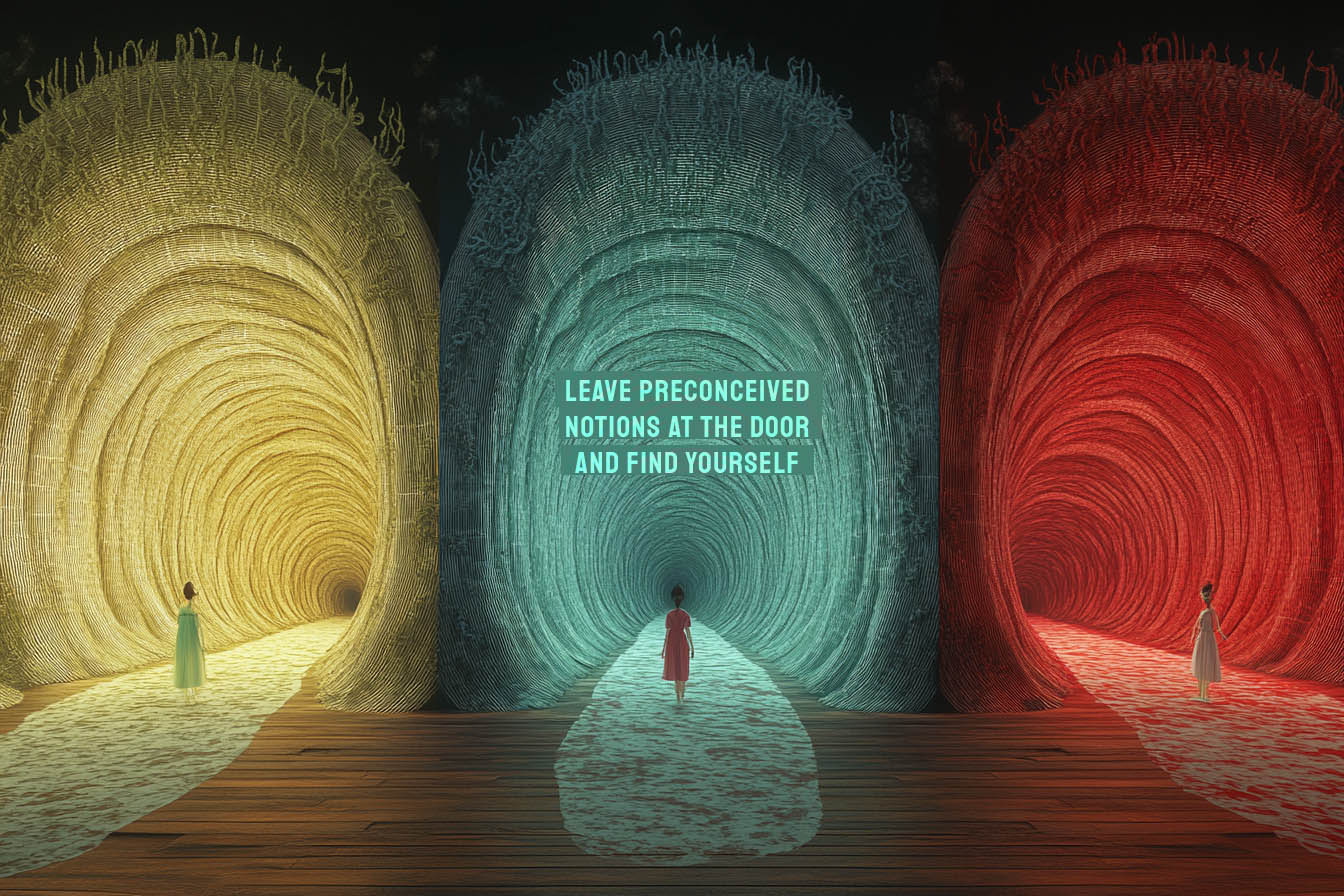 LEAVE PRECONCEIVED
NOTIONS AT THE DOOR
AND FIND YOURSELF